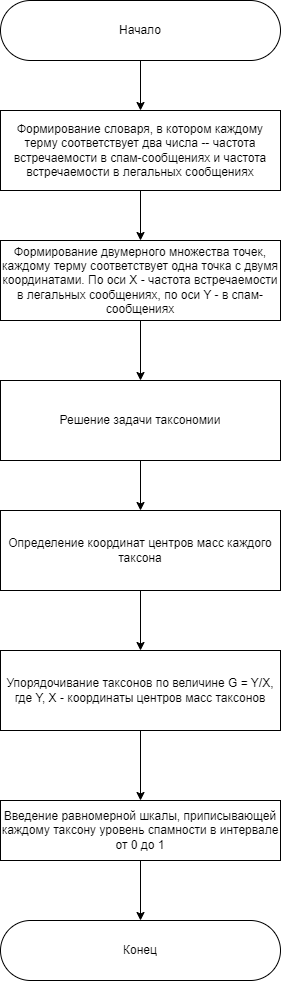 Начало
Формирование словаря, в котором каждому
терму соответствует два числа -- частота
встречаемости в спам-сообщениях и частота
встречаемости в легальных сообщениях
Формирование двумерного множества точек,
каждому терму соответствует одна точка с двумя
координатами. По оси X - частота встречаемости
в легальных сообщениях, по оси Y - в спам-
сообщениях
Решение задачи таксономии
Определение координат центров масс каждого
таксона
Упорядочивание таксонов по величине G = Y/X,
где Y, X - координаты центров масс таксонов
Введение равномерной шкалы, приписывающей
каждому таксону уровень спамности в интервале
от 0 до 1
Конец